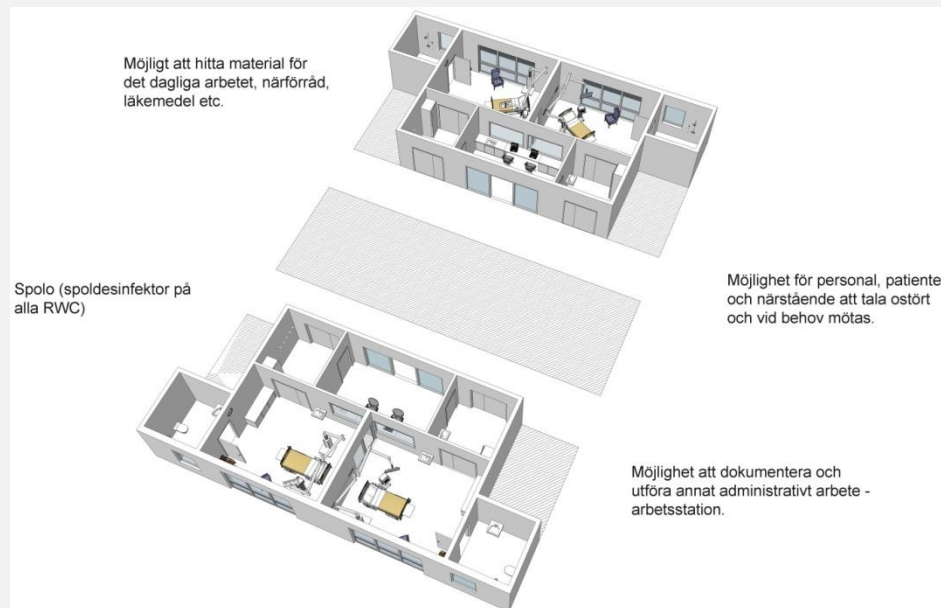 Möjligt att hitta material för
det dagliga arbetet, närförråd,
läkemedel etc.
Spolo (spoldesinfektor på
alla RWC)
Möjlighet för personal, patiente
och närstående att tala ostört
och vid behov mötas.
Möjlighet att dokumentera och
utföra annat administrativt arbete -
arbetsstation.